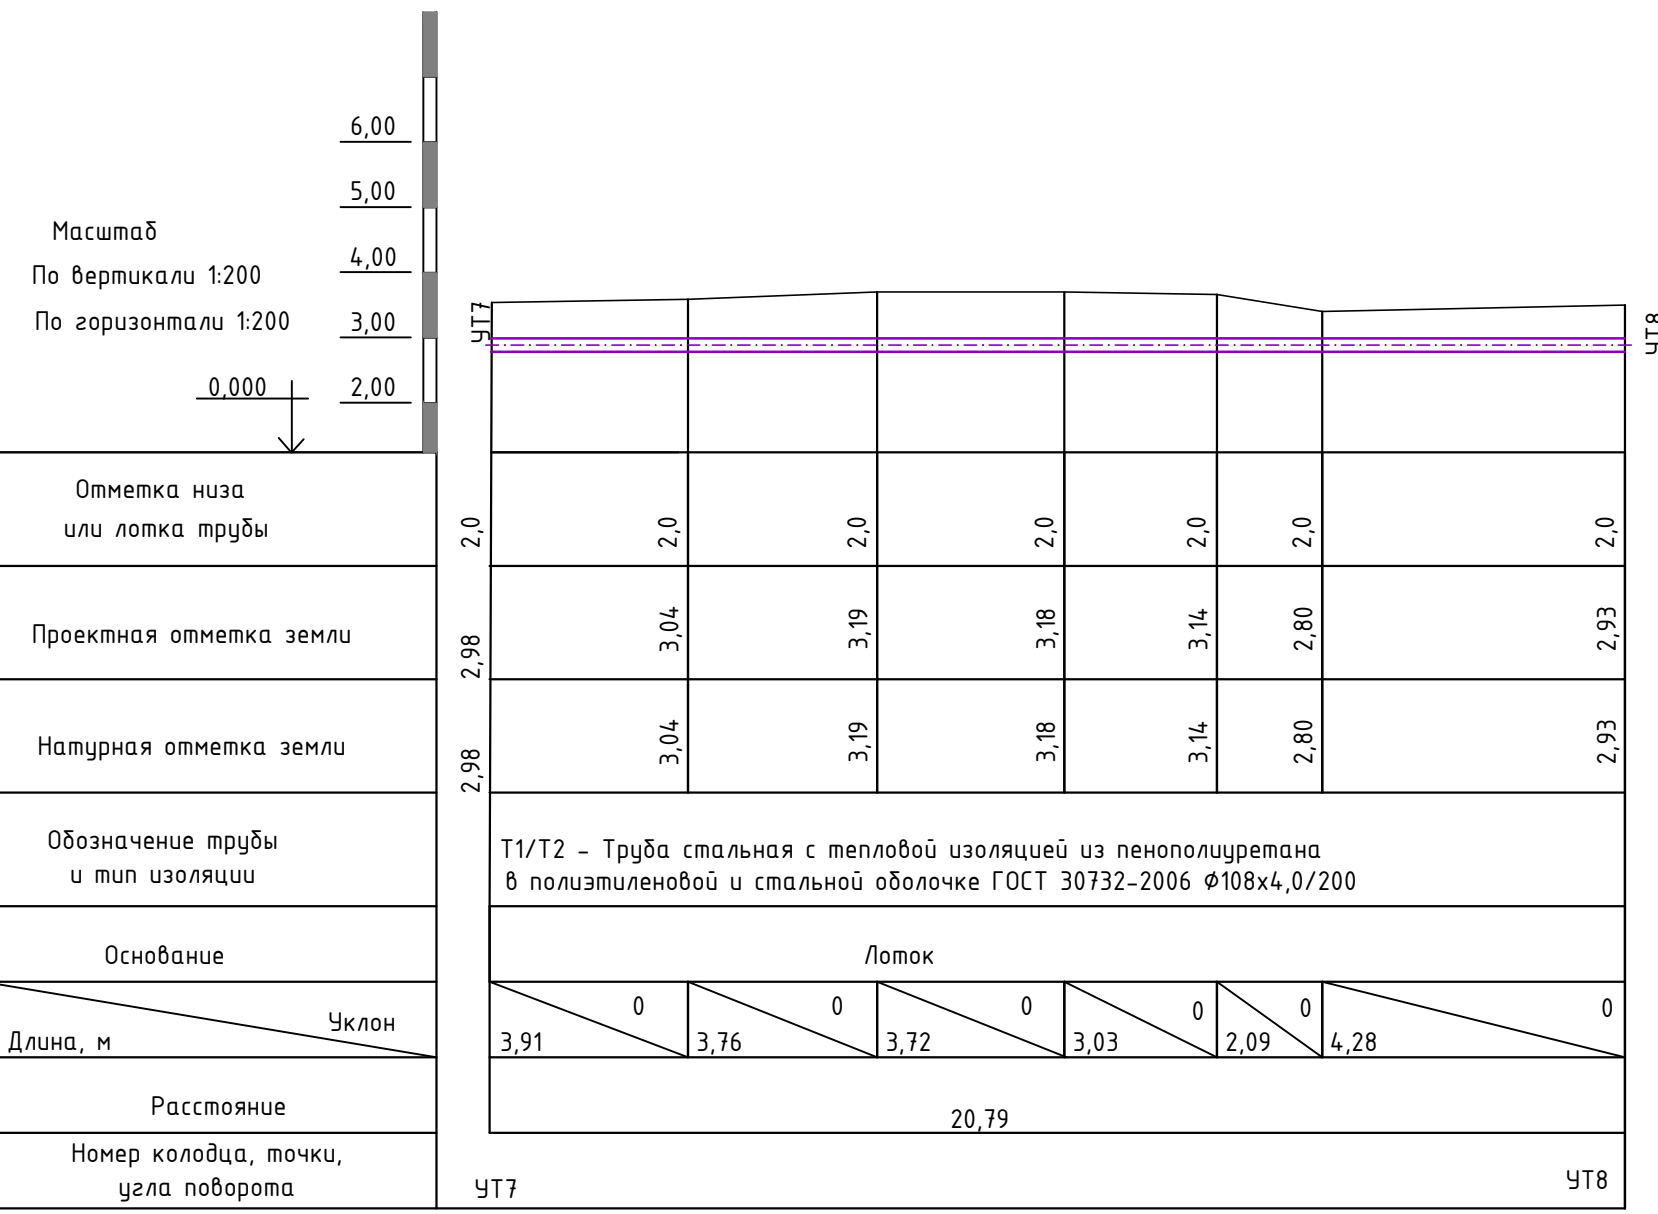 6,00
5,00
Масштаб
4,00
По вертикали 1:200
По горизонтали 1:200
3,00
УТ7
УТ8
0,000
2,00
Отметка низа
или лотка трубы
2,0 2,0 2,0 2,0 2,0 2,0 2,0
Проектная отметка земли
2,98 3,04 3,19 3,18 3,14 2,80 2,93
Натурная отметка земли
2,98 3,04 3,19 3,18 3,14 2,80 2,93
Обозначение трубы
и тип изоляции
Т1/Т2 – Труба стальная с тепловой изоляцией из пенополиуретана
в полиэтиленовой и стальной оболочке ГОСТ 30732-2006 Ф108х4,0/200
Основание
Лоток
Уклон
0 0 0 0 0 0
Длина, м
3,91 3,76 3,72 3,03 2,09 4,28
Расстояние
20,79
Номер колодца, точки,
угла поворота
УТ7
УТ8